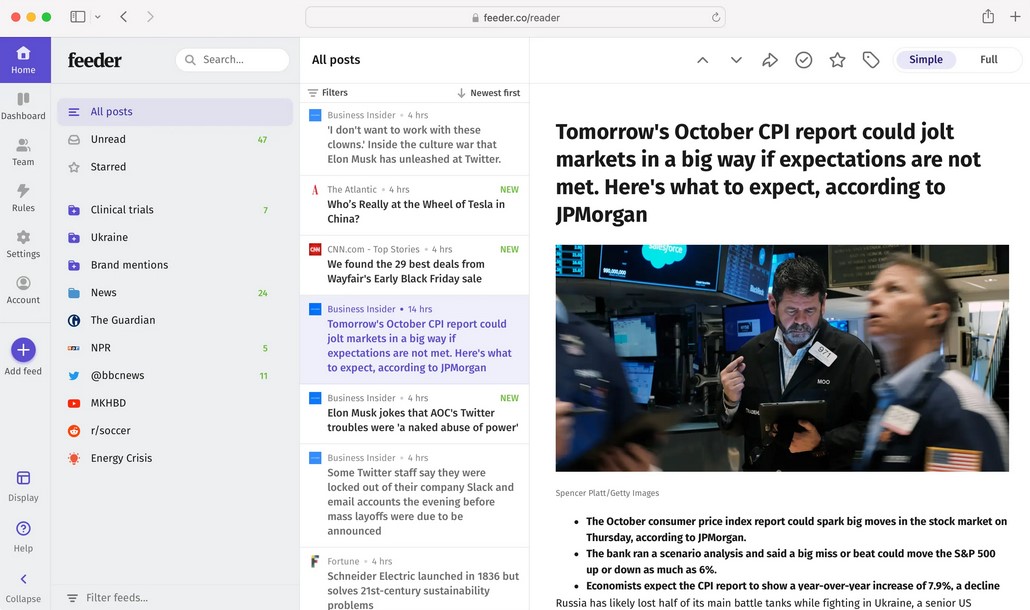 feeder.co/reader
Home
Dashboard
Team
Rules
Settings
Account
Add feed
Display
Help
Collapse
feeder
Search...
All posts
Unread 47
Starred
Clinical trials 7
Ukraine
Brand mentions
News 24
The Guardian
NPR 5
@bbcnews 11
MKHBD
r/soccer
Energy Crisis
Filter feeds...
All posts
Filters Newest first
Business Insider • 4 hrs
'I don't want to work with these
clowns.' Inside the culture war that
Elon Musk has unleashed at Twitter.
The Atlantic • 4 hrs NEW
Who's Really at the Wheel of Tesla in
China?
CNN.com - Top Stories • 4 hrs NEW
We found the 29 best deals from
Wayfair's Early Black Friday sale
Business Insider • 14 hrs
Tomorrow's October CPI report could
jolt markets in a big way if
expectations are not met. Here's what
to expect, according to JPMorgan
Business Insider • 4 hrs NEW
Elon Musk jokes that AOC's Twitter
troubles were 'a naked abuse of power'
Business Insider • 4 hrs
Some Twitter staff say they were
locked out of their company Slack and
email accounts the evening before
mass layoffs were due to be
announced
Fortune • 4 hrs
Schneider Electric launched in 1836 but
solves 21st-century sustainability
problems
Simple Full
Tomorrow's October CPI report could jolt
markets in a big way if expectations are not
met. Here's what to expect, according to
JPMorgan
salesforce
971
MOO
Spencer Platt/Getty Images
• The October consumer price index report could spark big moves in the stock market on
Thursday, according to JPMorgan.
• The bank ran a scenario analysis and said a big miss or beat could move the S&P 500
up or down as much as 6%.
• Economists expect the CPI report to show a year-over-year increase of 7.9%, a decline
Russia has likely lost half of its main battle tanks while fighting in Ukraine, a senior US